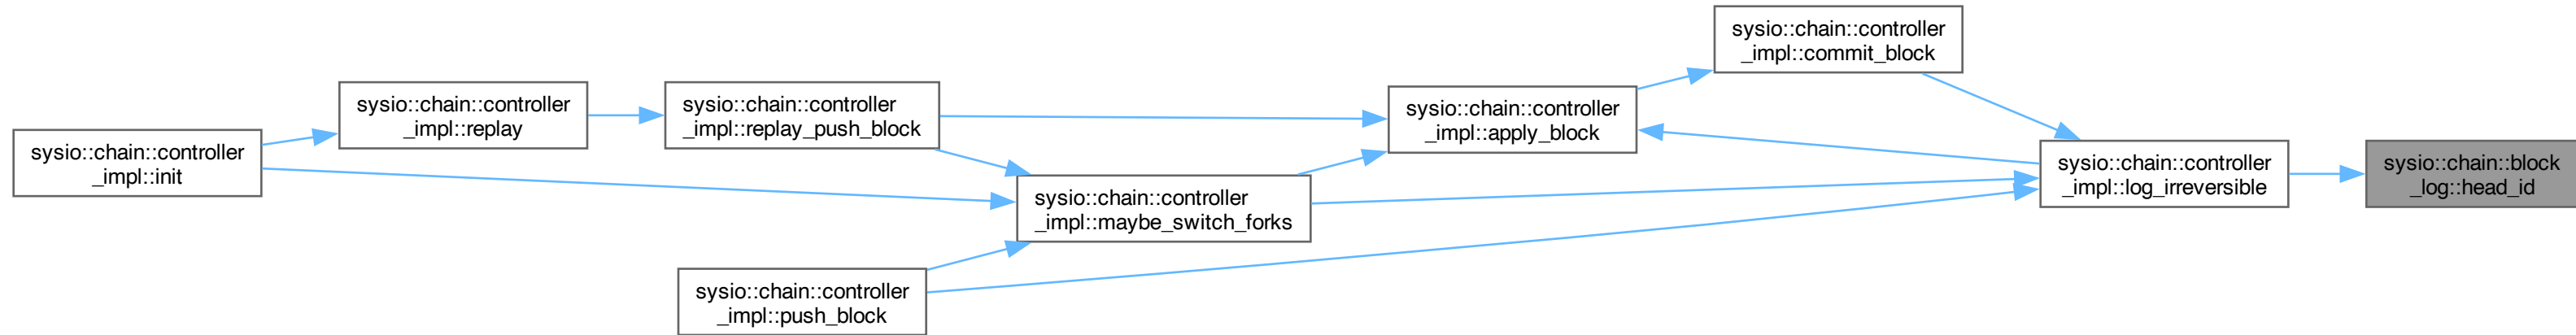 sysio::chain::controller
_impl::init
sysio::chain::controller
_impl::replay
sysio::chain::controller
_impl::replay_push_block
sysio::chain::controller
_impl::push_block
sysio::chain::controller
_impl::maybe_switch_forks
sysio::chain::controller
_impl::apply_block
sysio::chain::controller
_impl::commit_block
sysio::chain::controller
_impl::log_irreversible
sysio::chain::block
_log::head_id